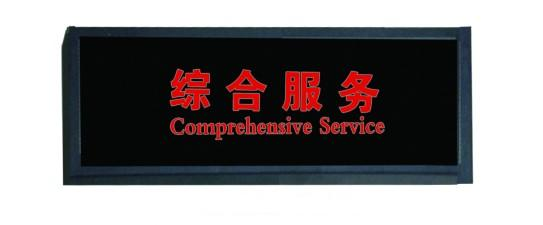 综合服务
Comprehensive Service